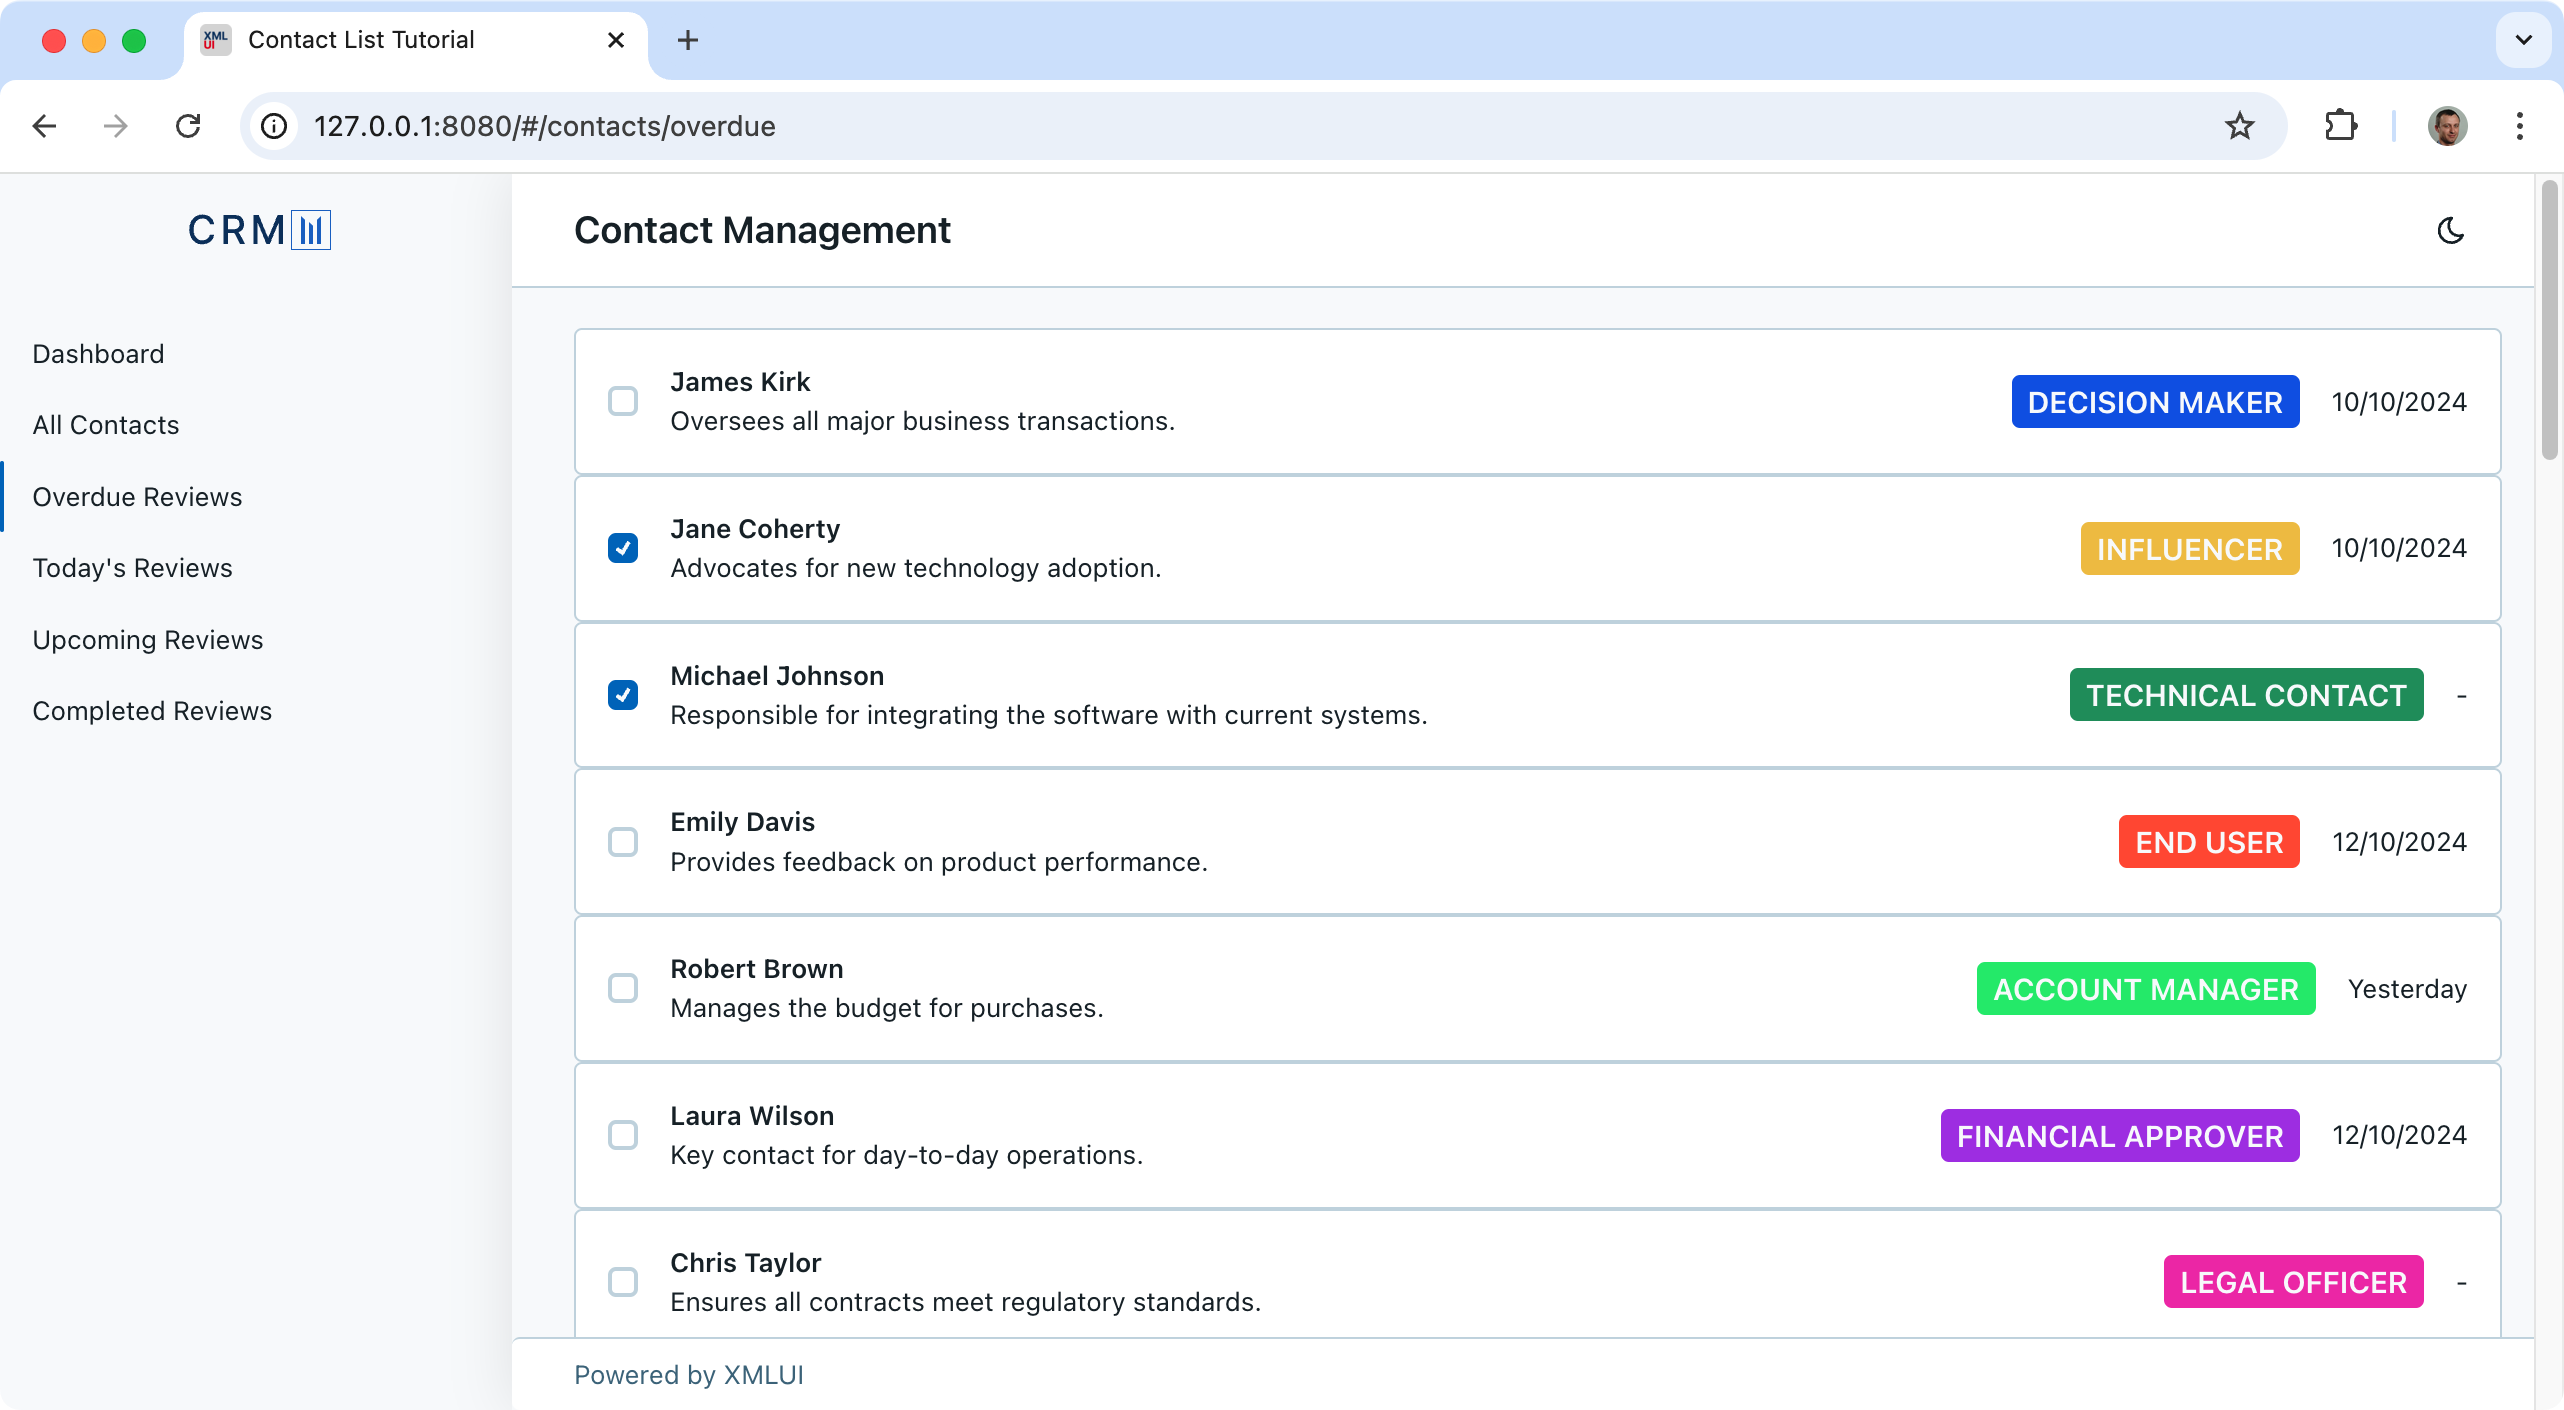 XML
UI
Contact List Tutorial
127.0.0.1:8080/#/contacts/overdue
CRM
Contact Management
Dashboard
All Contacts
Overdue Reviews
Today's Reviews
Upcoming Reviews
Completed Reviews
James Kirk
Oversees all major business transactions.
DECISION MAKER
10/10/2024
Jane Coherty
Advocates for new technology adoption.
INFLUENCER
10/10/2024
Michael Johnson
Responsible for integrating the software with current systems.
TECHNICAL CONTACT
-
Emily Davis
Provides feedback on product performance.
END USER
12/10/2024
Robert Brown
Manages the budget for purchases.
ACCOUNT MANAGER
Yesterday
Laura Wilson
Key contact for day-to-day operations.
FINANCIAL APPROVER
12/10/2024
Chris Taylor
Ensures all contracts meet regulatory standards.
LEGAL OFFICER
-
Powered by XMLUI